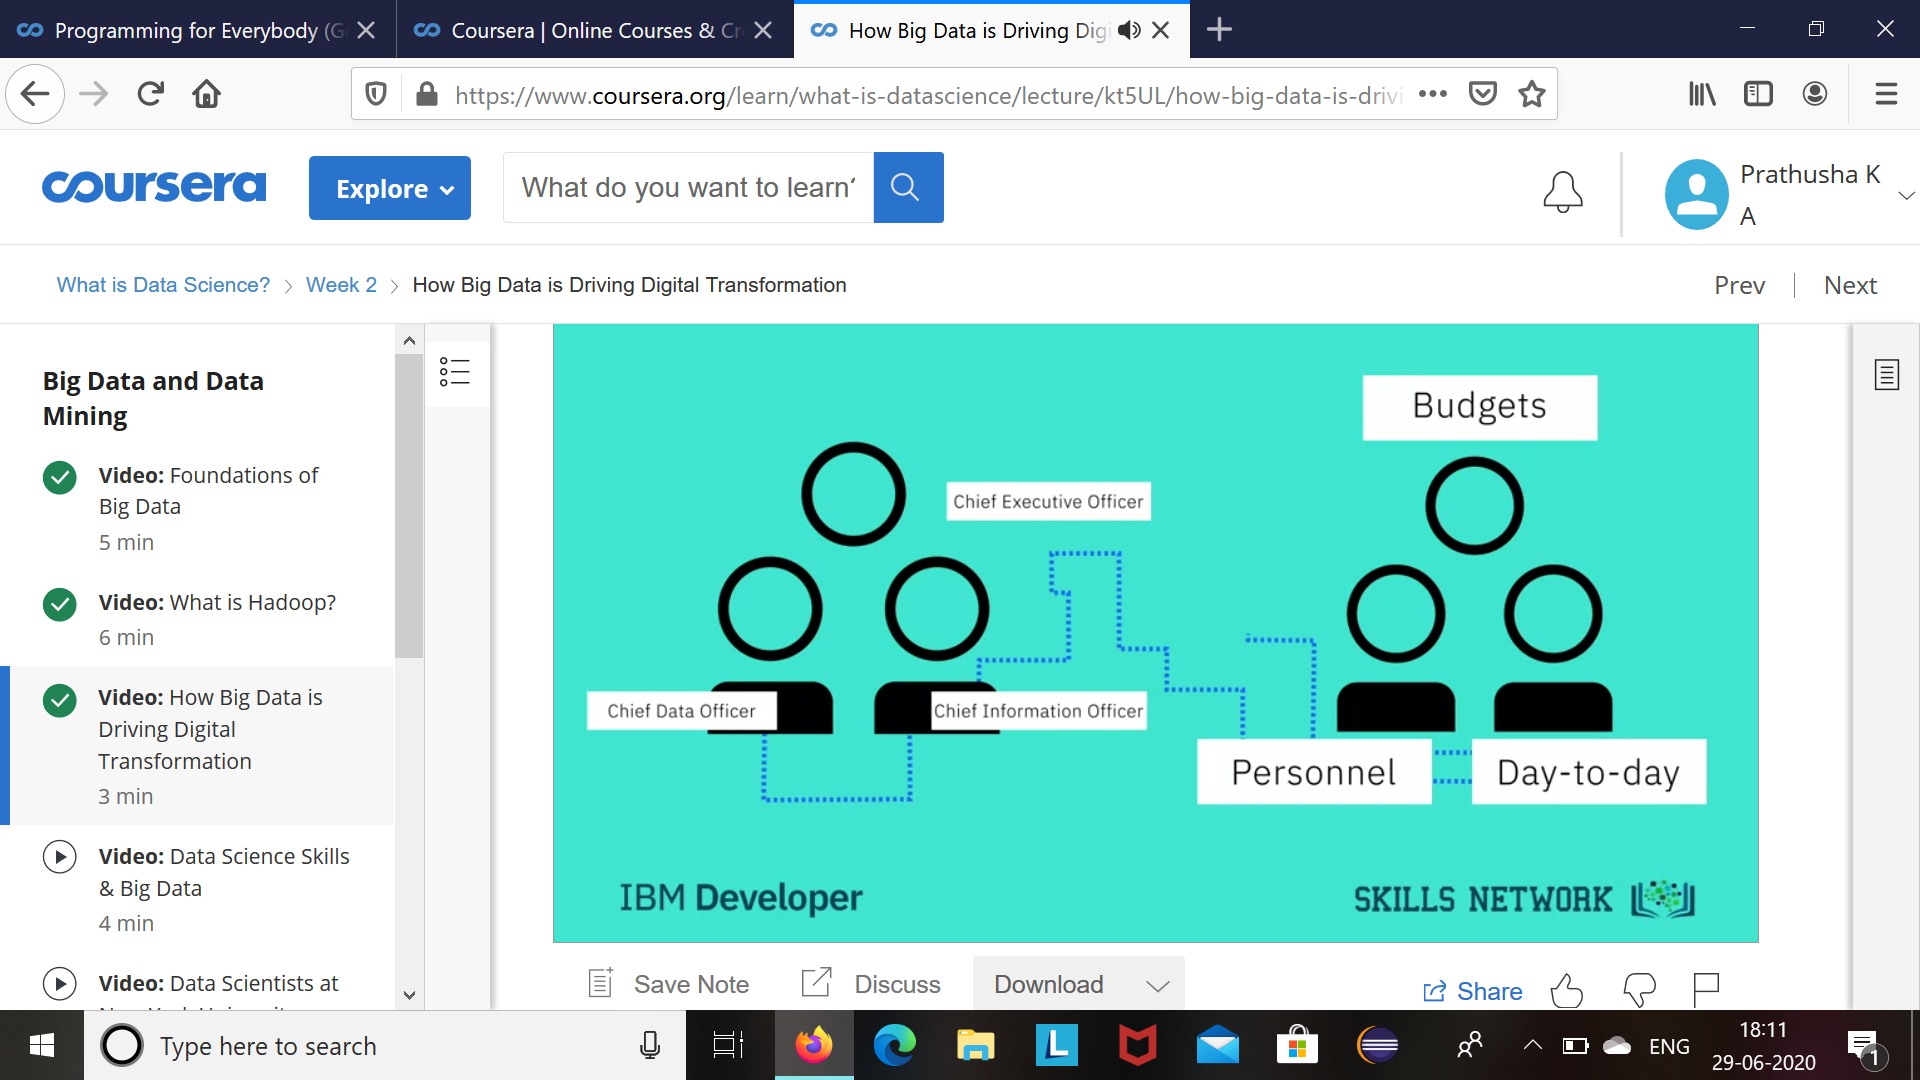 Programming for Everybody (G
Coursera | Online Courses & Cr
How Big Data is Driving Digi
https://www.coursera.org/learn/what-is-datascience/lecture/kt5UL/how-big-data-is-drivi
coursera
Explore
What do you want to learn?
Prathusha K
A
What is Data Science? > Week 2 > How Big Data is Driving Digital Transformation
Prev | Next
Big Data and Data
Mining
Video: Foundations of
Big Data
5 min
Video: What is Hadoop?
6 min
Video: How Big Data is
Driving Digital
Transformation
3 min
Video: Data Science Skills
& Big Data
4 min
Video: Data Scientists at
New York University
Budgets
Chief Executive Officer
Chief Data Officer
Chief Information Officer
Personnel
Day-to-day
IBM Developer
SKILLS NETWORK
Save Note
Discuss
Download
Share
Type here to search
L
ENG
18:11
29-06-2020
1